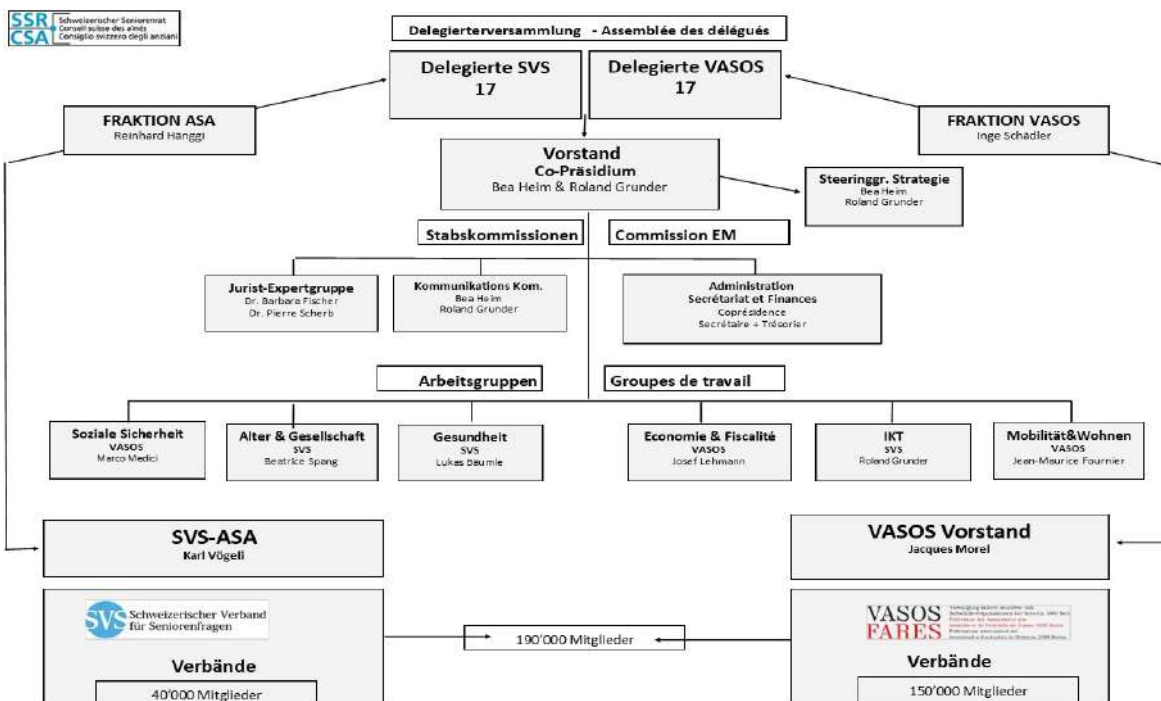 SSR CSA
Schweizerischer Seniorenrat
Conseil suisse des aînés
Consiglio svizzero degli anziani
Delegierterversammlung - Assemblée des délégués
Delegierte SVS
17
Delegierte VASOS
17
FRAKTION ASA
Reinhard Hänggi
FRAKTION VASOS
Inge Schädler
Vorstand
Co-Präsidium
Bea Heim & Roland Grunder
Steeringgr. Strategie
Bea Heim
Roland Grunder
Stabskommissionen
Commission EM
Jurist-Expertgruppe
Dr. Barbara Fischer
Dr. Pierre Scherb
Kommunikations Kom.
Bea Heim
Roland Grunder
Administration
Secrétariat et Finances
Coprésidence
Secrétaire + Trésorier
Arbeitsgruppen
Groupes de travail
Soziale Sicherheit
VASOS
Marco Medici
Alter & Gesellschaft
SVS
Beatrice Spang
Gesundheit
SVS
Lukas Bäumle
Economie & Fiscalité
VASOS
Josef Lehmann
IKT
SVS
Roland Grunder
Mobilität&Wohnen
VASOS
Jean-Maurice Fournier
SVS-ASA
Karl Vögeli
VASOS Vorstand
Jacques Morel
SVS Schweizerischer Verband
für Seniorenfragen
VASOS
FARES
190'000 Mitglieder
Verbände
40'000 Mitglieder
Verbände
150'000 Mitglieder